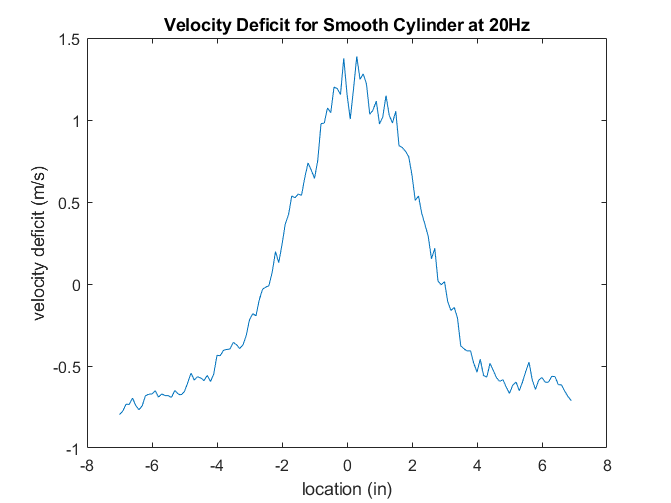 Velocity Deficit for Smooth Cylinder at 20Hz
1.5
1
0.5
0
-0.5
-1
velocity deficit (m/s)
-8 -6 -4 -2 0 2 4 6 8
location (in)